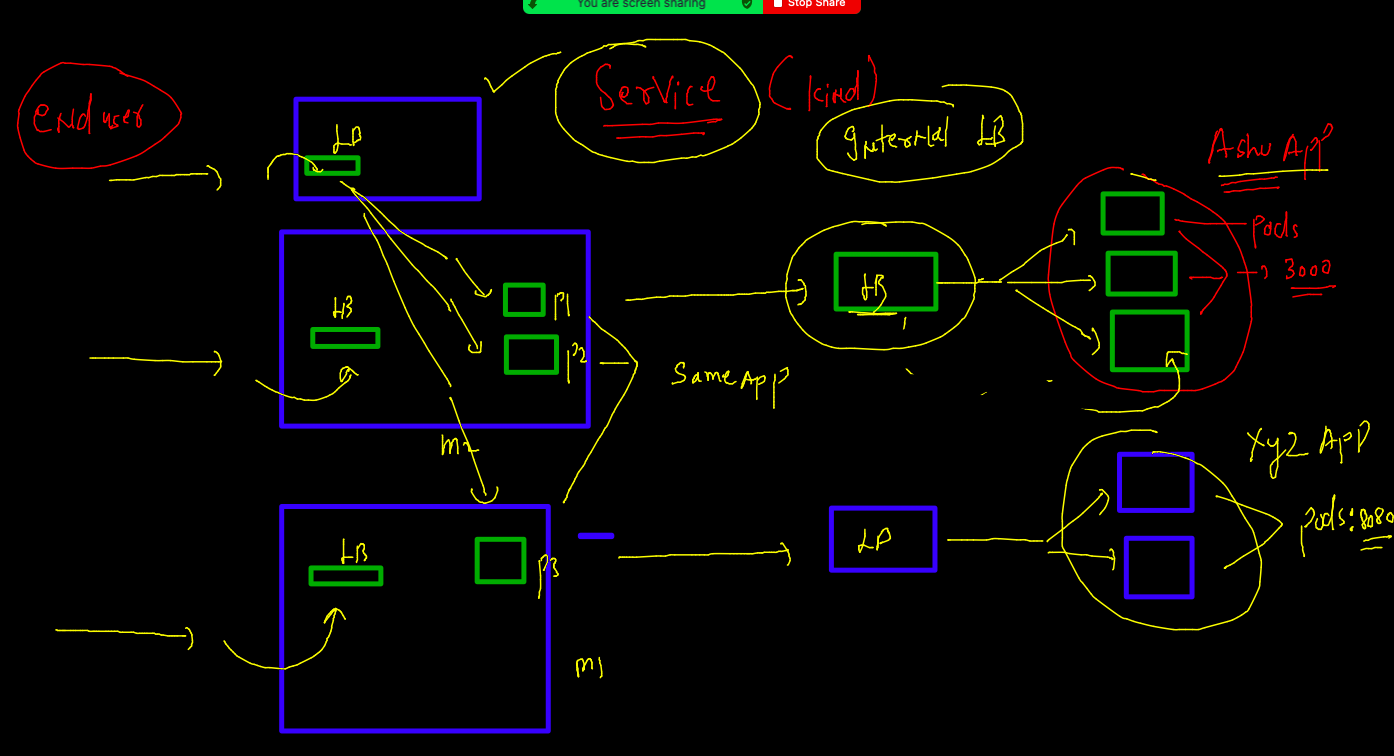 You are screen sharing
Stop Share
Service (kind)
End user
Internal LB
LB
Ashu App
pods
3000
LB
LB
p1
p2
Same App
m2
Xyz App
pods:8080
LB
LB
p3
m1